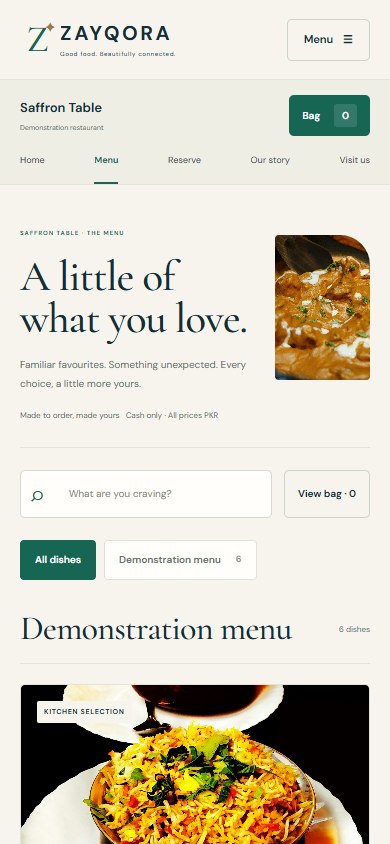 ZAYQORA
Good food. Beautifully connected.
Menu
Saffron Table
Demonstration restaurant
Bag 0
Home Menu Reserve Our story Visit us
SAFFRON TABLE · THE MENU
A little of
what you love.
Familiar favourites. Something unexpected. Every
choice, a little more yours.
Made to order, made yours Cash only · All prices PKR
What are you craving?
View bag · 0
All dishes
Demonstration menu 6
Demonstration menu
6 dishes
KITCHEN SELECTION